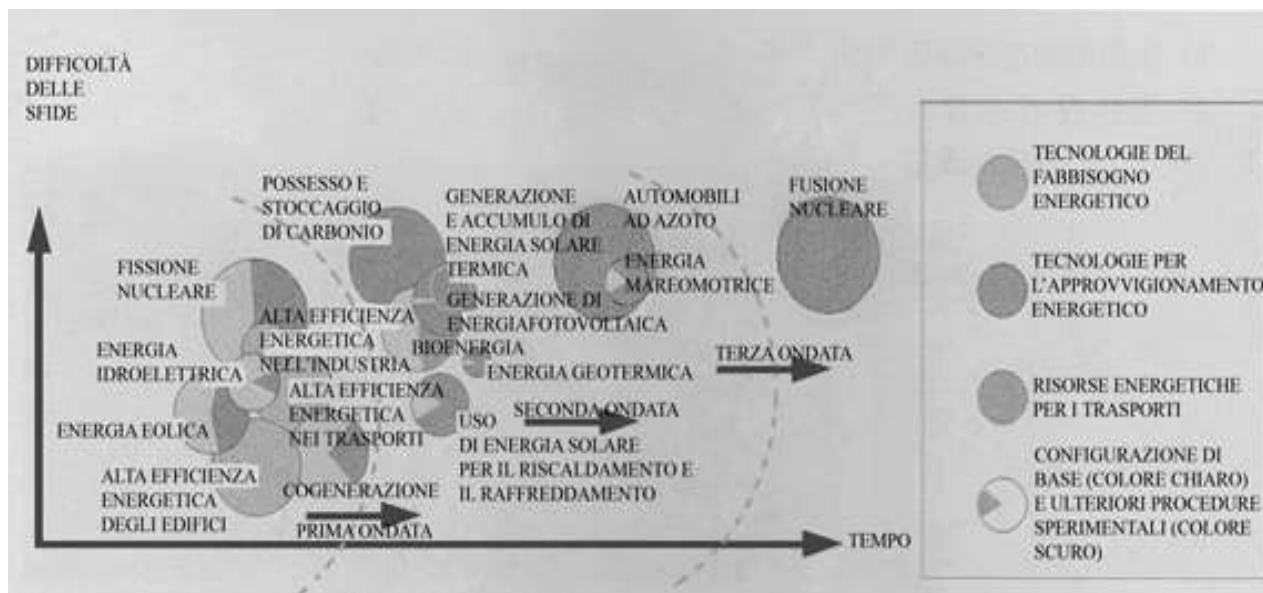 DIFFICOLTÀ
DELLE
SFIDE
POSSESSO E
STOCCAGGIO
DI CARBONIO
GENERAZIONE
E ACCUMULO DI
ENERGIA SOLARE
TERMICA
AUTOMOBILI
AD AZOTO
FUSIONE
NUCLEARE
FISSIONE
NUCLEARE
ENERGIA
MAREOMOTRICE
GENERAZIONE DI
ENERGIAFOTOVOLTAICA
ALTA EFFICIENZA
ENERGETICA
NELL'INDUSTRIA
BIOENERGIA
ENERGIA GEOTERMICA
TERZA ONDATA
ENERGIA
IDROELETTRICA
ALTA EFFICIENZA
ENERGETICA
NEI TRASPORTI
ENERGIA EOLICA
USO
DI ENERGIA SOLARE
PER IL RISCALDAMENTO E
IL RAFFREDDAMENTO
SECONDA ONDATA
ALTA EFFICIENZA
ENERGETICA
DEGLI EDIFICI
COGENERAZIONE
PRIMA ONDATA
TEMPO
TECNOLOGIE DEL
FABBISOGNO
ENERGETICO
TECNOLOGIE PER
L'APPROVVIGIONAMENTO
ENERGETICO
RISORSE ENERGETICHE
PER I TRASPORTI
CONFIGURAZIONE DI
BASE (COLORE CHIARO)
E ULTERIORI PROCEDURE
SPERIMENTALI (COLORE
SCURO)